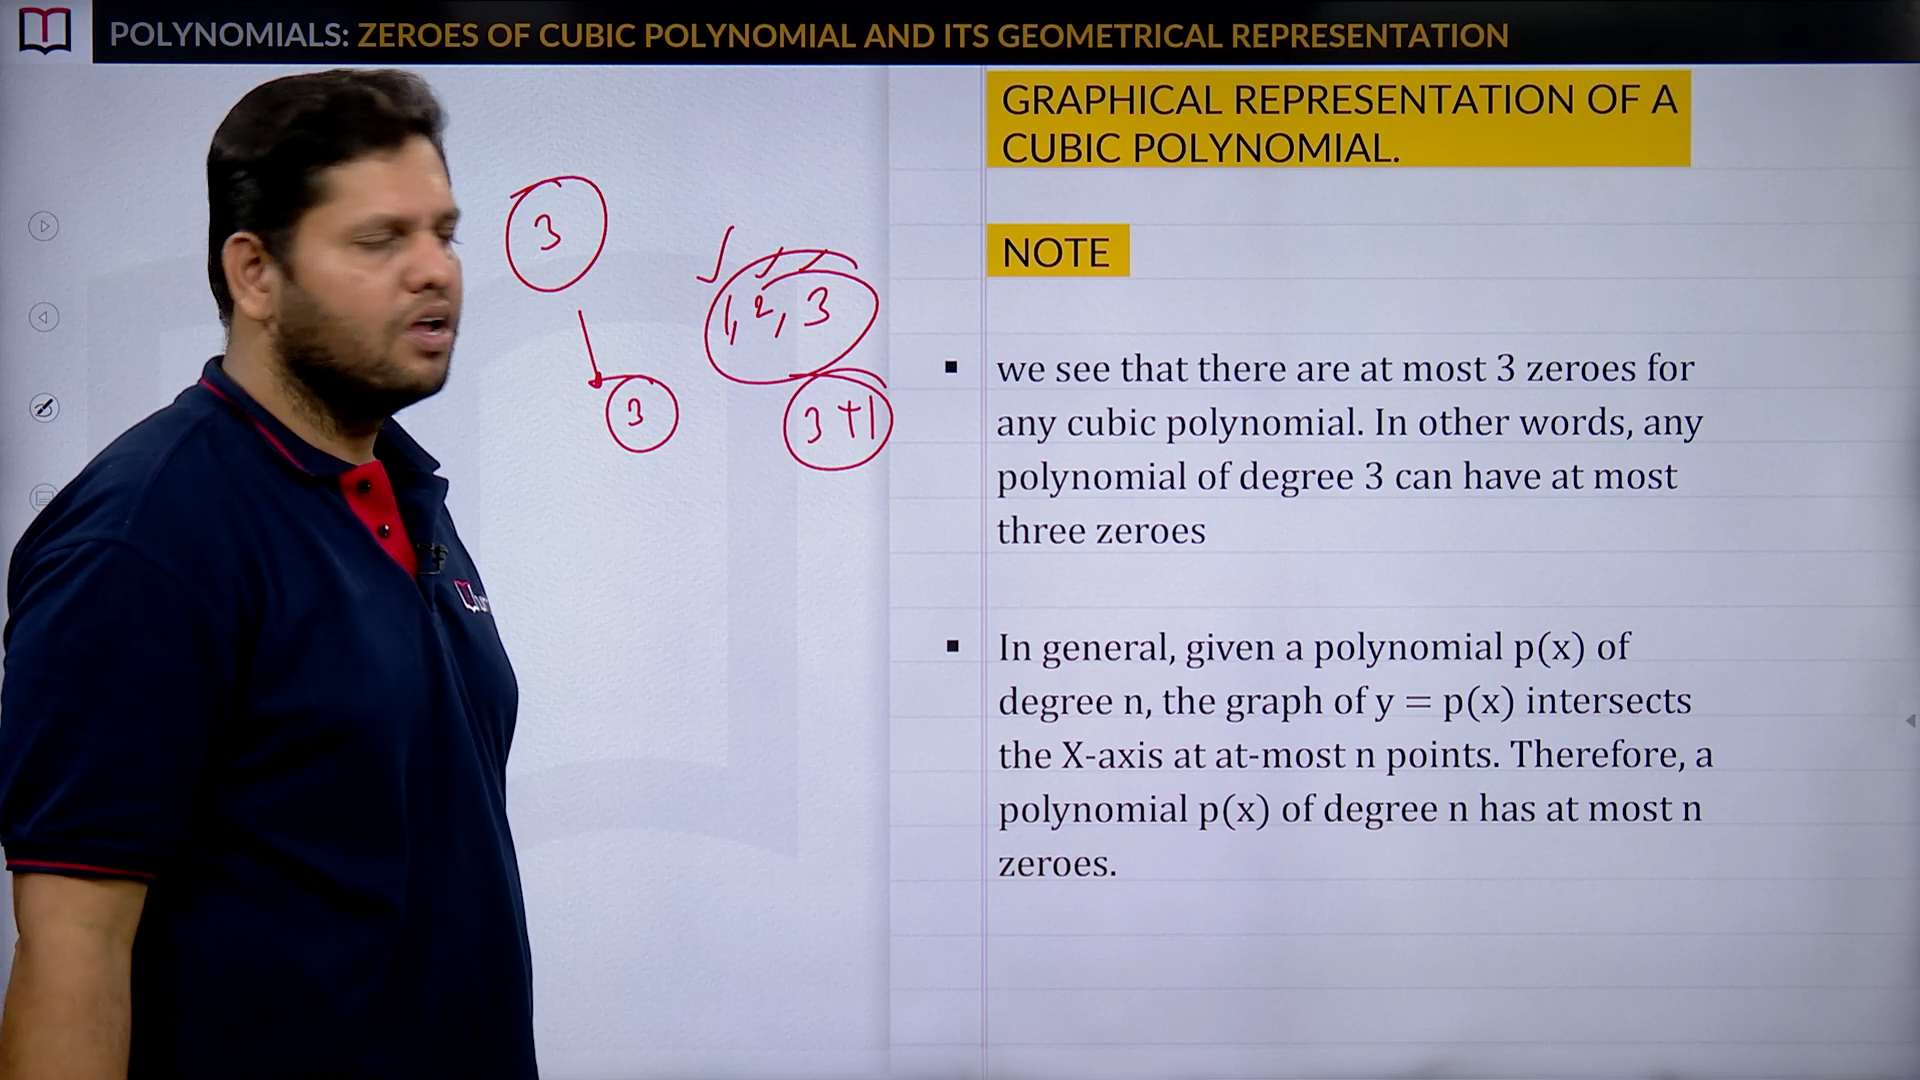 POLYNOMIALS: ZEROES OF CUBIC POLYNOMIAL AND ITS GEOMETRICAL REPRESENTATION
GRAPHICAL REPRESENTATION OF A
CUBIC POLYNOMIAL.
3
NOTE
1, 2, 3
we see that there are at most 3 zeroes for
3
3 +1
any cubic polynomial. In other words, any
polynomial of degree 3 can have at most
three zeroes
In general, given a polynomial p(x) of
degree n, the graph of y = p(x) intersects
the X-axis at at-most n points. Therefore, a
polynomial p(x) of degree n has at most n
zeroes.